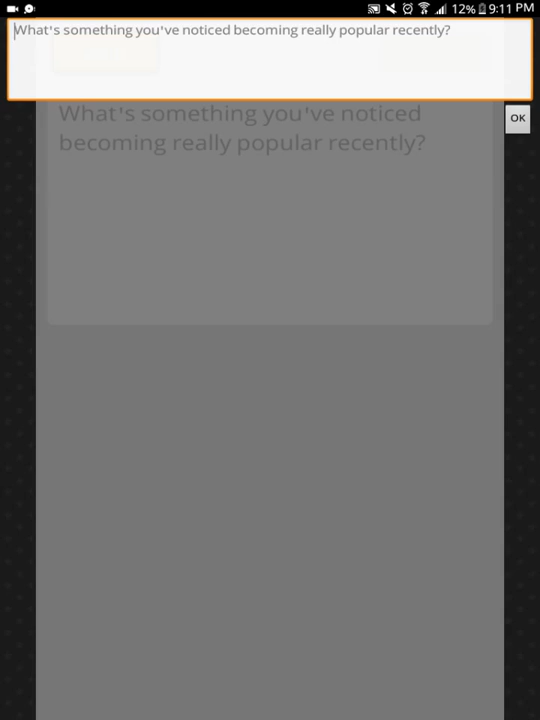 12% 9:11 PM
What's something you've noticed becoming really popular recently?
OK
What's something you've noticed
becoming really popular recently?